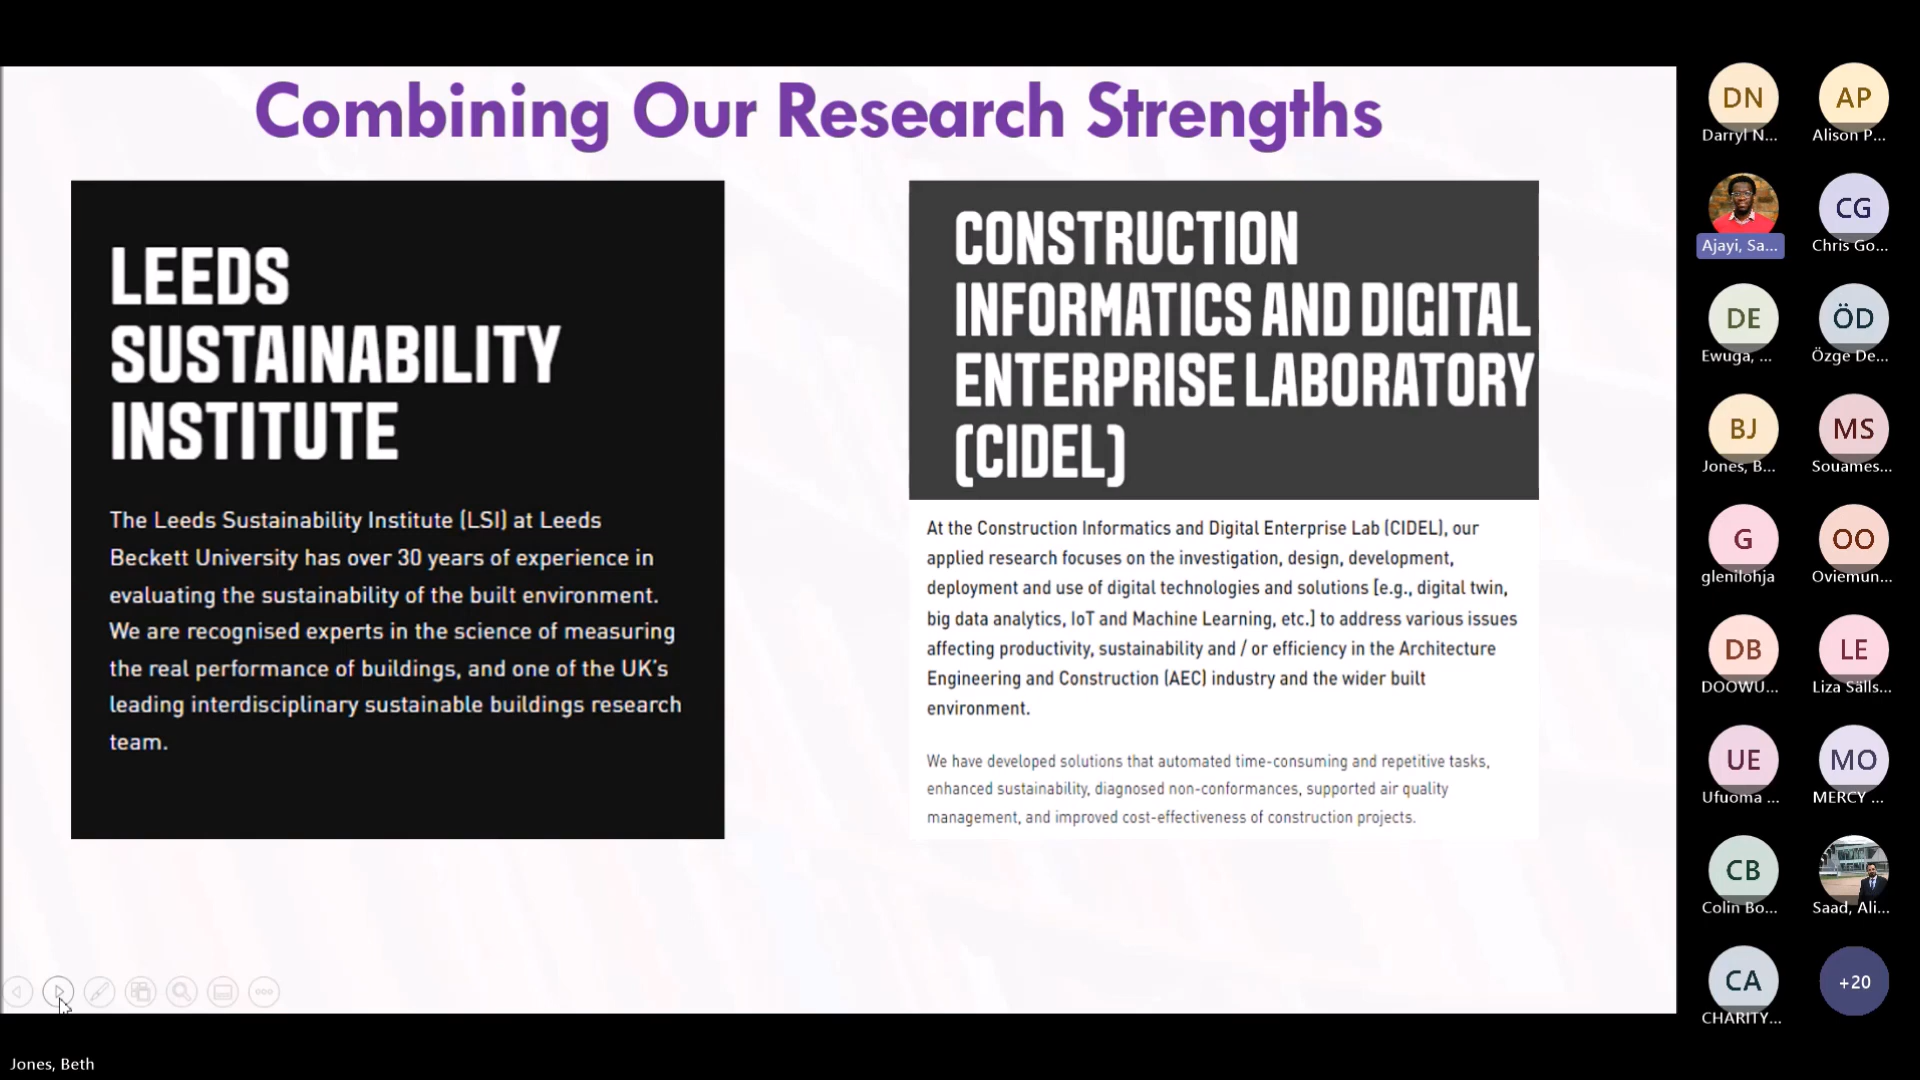 Combining Our Research Strengths
LEEDS
SUSTAINABILITY
INSTITUTE
The Leeds Sustainability Institute (LSI) at Leeds
Beckett University has over 30 years of experience in
evaluating the sustainability of the built environment.
We are recognised experts in the science of measuring
the real performance of buildings, and one of the UK's
leading interdisciplinary sustainable buildings research
team.
CONSTRUCTION
INFORMATICS AND DIGITAL
ENTERPRISE LABORATORY
(CIDEL)
At the Construction Informatics and Digital Enterprise Lab (CIDEL), our
applied research focuses on the investigation, design, development,
deployment and use of digital technologies and solutions [e.g., digital twin,
big data analytics, IoT and Machine Learning, etc.] to address various issues
affecting productivity, sustainability and / or efficiency in the Architecture
Engineering and Construction (AEC) industry and the wider built
environment.
We have developed solutions that automated time-consuming and repetitive tasks,
enhanced sustainability, diagnosed non-conformances, supported air quality
management, and improved cost-effectiveness of construction projects.
DN
Darryl N...
AP
Alison P...
Ajayi, Sa...
CG
Chris Go...
DE
Ewuga, ...
ÖD
Özge De...
BJ
Jones, B...
MS
Souames...
G
glenilohja
OO
Oviemun...
DB
DOOWU...
LE
Liza Sälls...
UE
Ufuoma ...
MO
MERCY ...
CB
Colin Bo...
Saad, Ali...
CA
CHARITY...
+20
Jones, Beth